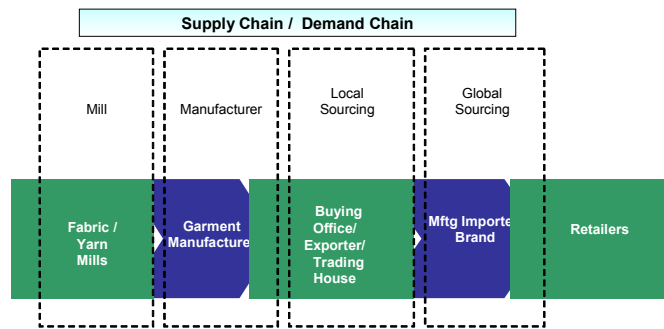 Supply Chain / Demand Chain
Mill
Manufacturer
Local
Sourcing
Global
Sourcing
Fabric /
Yarn
Mills
Garment
Manufacture
Buying
Office/
Exporter/
Trading
House
Mftg Importe
Brand
Retailers